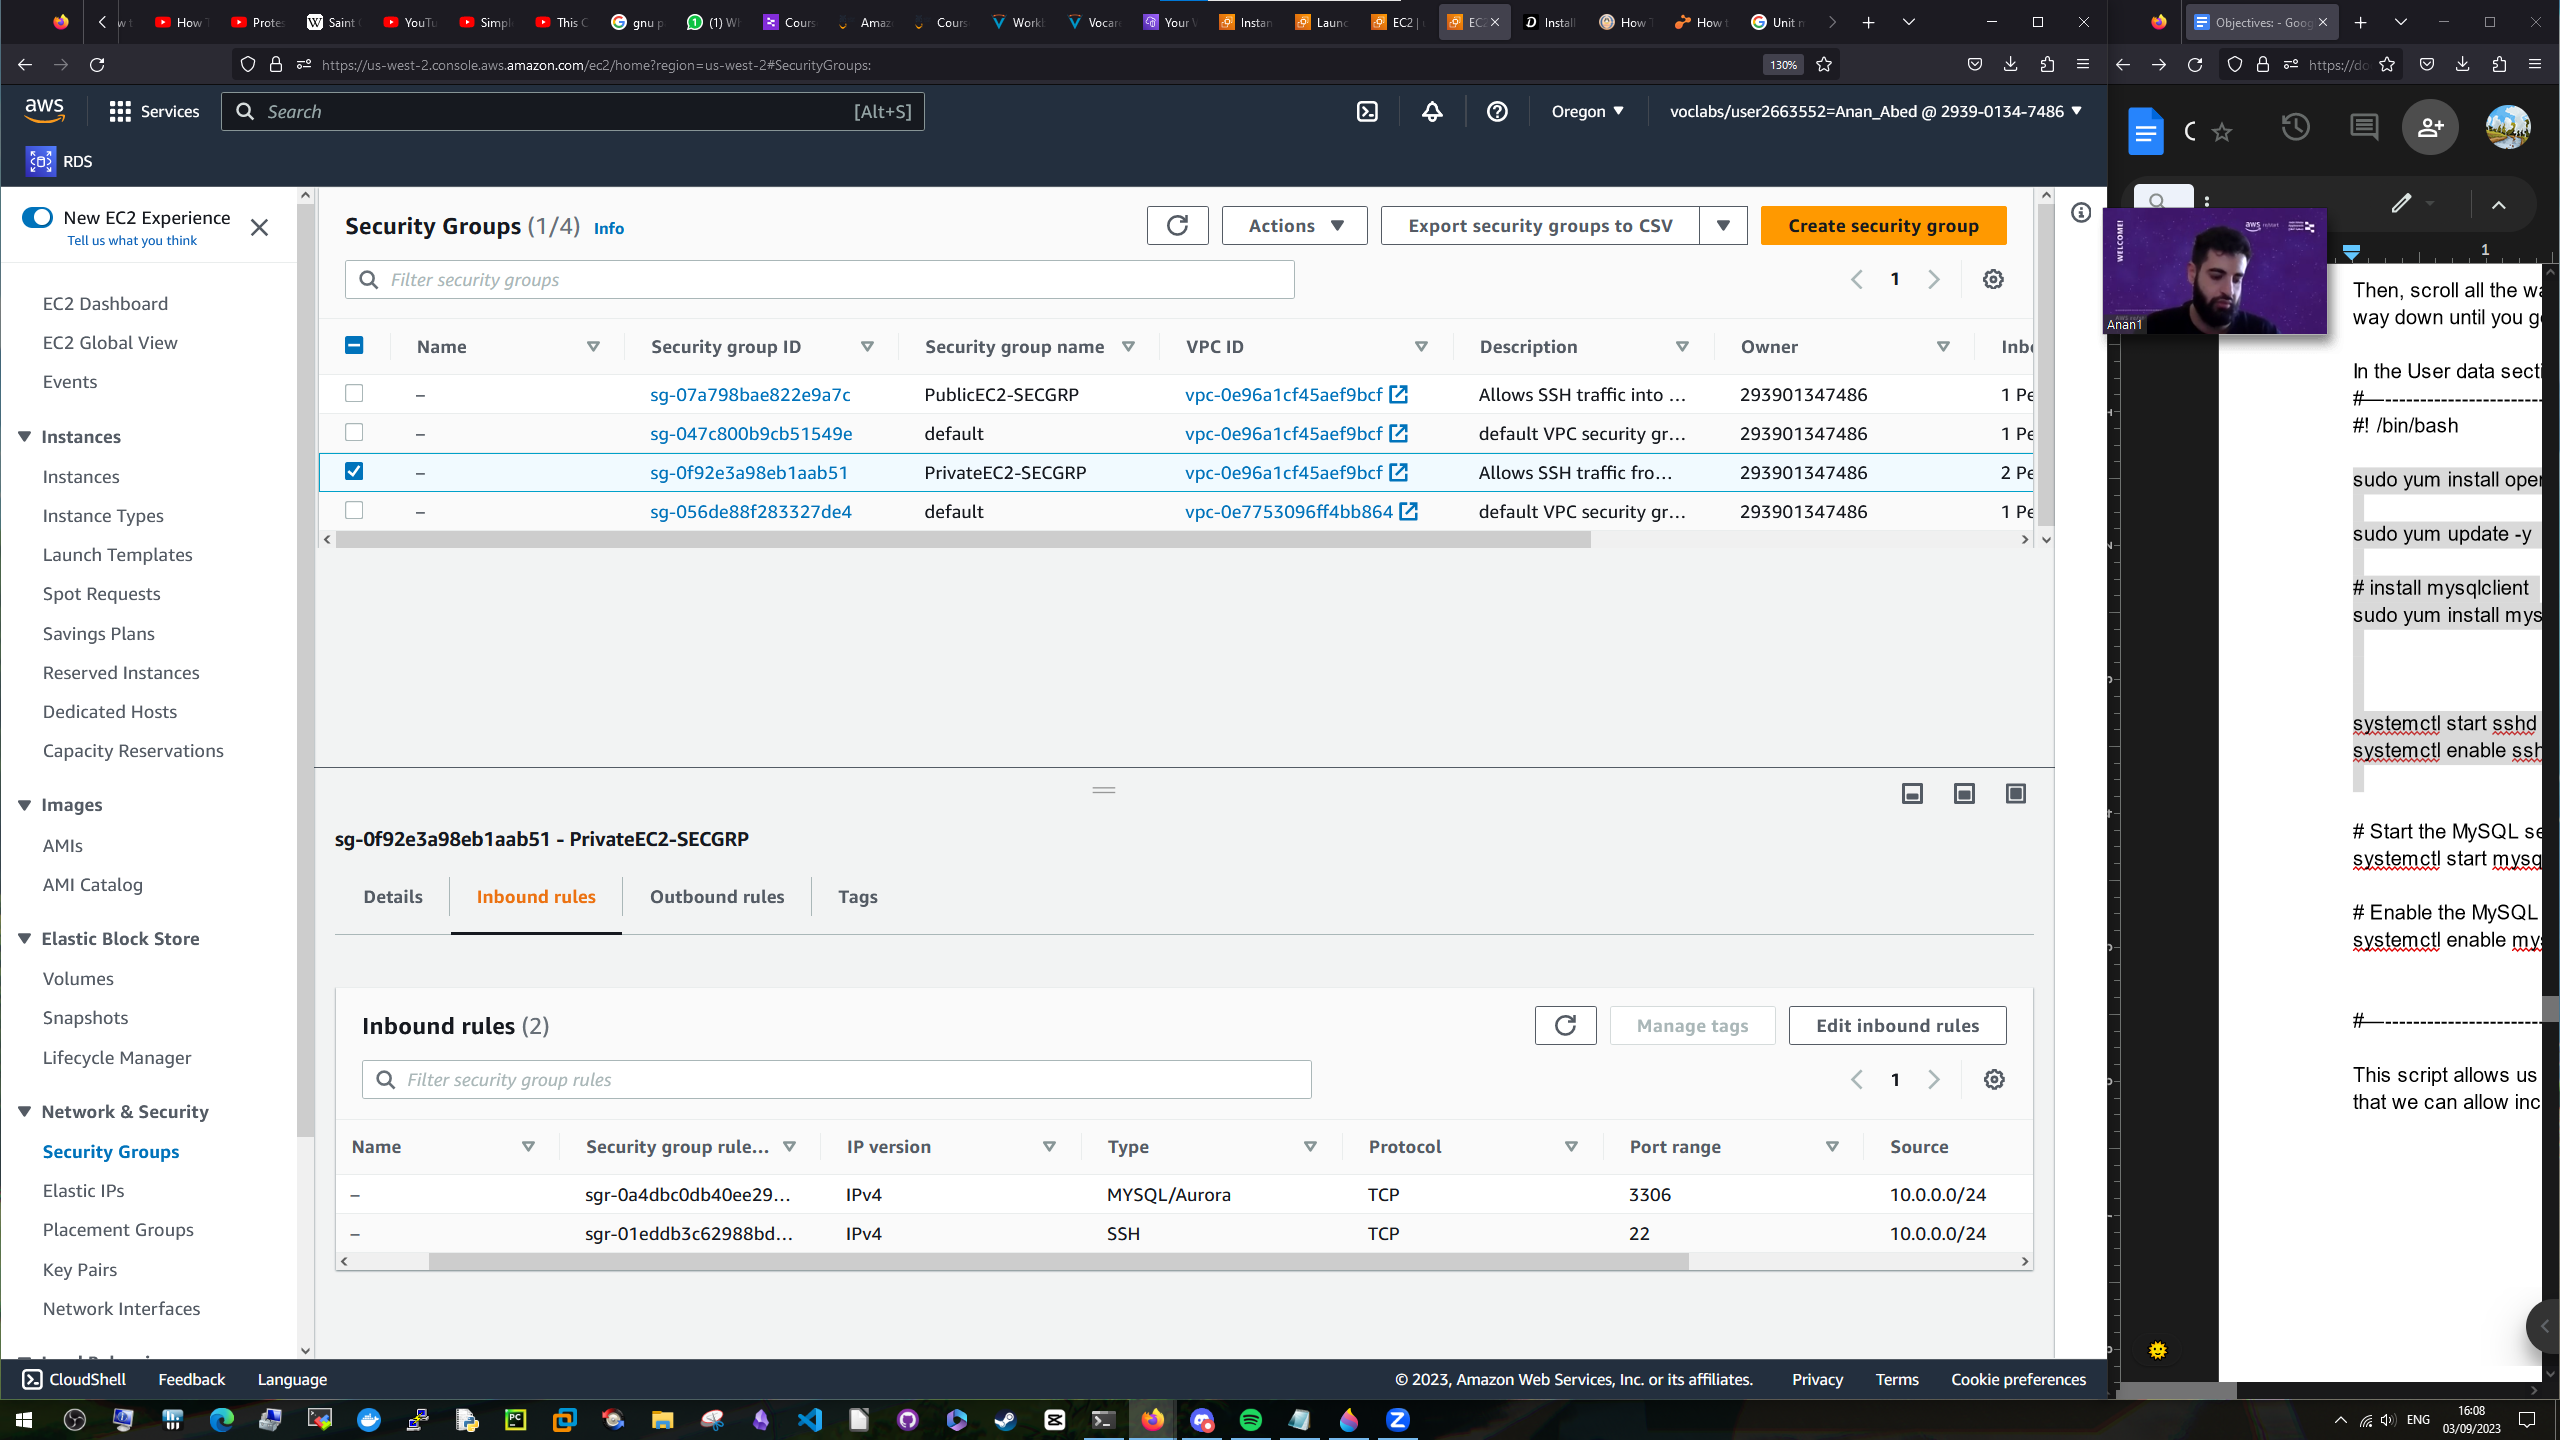 How T
Protes
Saint
YouTu
Simple
This C
gnu p
(1) Wh
Cours
Amaz
Cours
Workb
Vocare
Your V
Instan
Launc
EC2 |
EC2
Install
How T
How t
Unit m
https://us-west-2.console.aws.amazon.com/ec2/home?region=us-west-2#SecurityGroups:
130%
aws
Services
Search
[Alt+S]
Oregon
voclabs/user2663552=Anan_Abed @ 2939-0134-7486
RDS
New EC2 Experience
Tell us what you think
EC2 Dashboard
EC2 Global View
Events
Instances
Instances
Instance Types
Launch Templates
Spot Requests
Savings Plans
Reserved Instances
Dedicated Hosts
Capacity Reservations
Images
AMIs
AMI Catalog
Elastic Block Store
Volumes
Snapshots
Lifecycle Manager
Network & Security
Security Groups
Elastic IPs
Placement Groups
Key Pairs
Network Interfaces
Security Groups (1/4) Info
Actions
Export security groups to CSV
Create security group
Filter security groups
1
Name Security group ID Security group name VPC ID Description Owner Inbo
– sg-07a798bae822e9a7c PublicEC2-SECGRP vpc-0e96a1cf45aef9bcf Allows SSH traffic into ... 293901347486 1 Pe
– sg-047c800b9cb51549e default vpc-0e96a1cf45aef9bcf default VPC security gr... 293901347486 1 Pe
– sg-0f92e3a98eb1aab51 PrivateEC2-SECGRP vpc-0e96a1cf45aef9bcf Allows SSH traffic fro... 293901347486 2 Pe
– sg-056de88f283327de4 default vpc-0e7753096ff4bb864 default VPC security gr... 293901347486 1 Pe
sg-0f92e3a98eb1aab51 - PrivateEC2-SECGRP
Details
Inbound rules
Outbound rules
Tags
Inbound rules (2)
Manage tags
Edit inbound rules
Filter security group rules
1
Name Security group rule... IP version Type Protocol Port range Source
– sgr-0a4dbc0db40ee29... IPv4 MYSQL/Aurora TCP 3306 10.0.0.0/24
– sgr-01eddb3c62988bd... IPv4 SSH TCP 22 10.0.0.0/24
CloudShell
Feedback
Language
© 2023, Amazon Web Services, Inc. or its affiliates.
Privacy
Terms
Cookie preferences
Objectives: - Goog
https://do
WELCOME!
aws
Anan1
1
Then, scroll all the wa
way down until you g
In the User data secti
#—----------------------
#! /bin/bash
sudo yum install oper
sudo yum update -y
# install mysqlclient
sudo yum install mys
systemctl start sshd
systemctl enable ssh
# Start the MySQL se
systemctl start mysq
# Enable the MySQL
systemctl enable mys
#—----------------------
This script allows us
that we can allow inc
ENG
16:08
03/09/2023